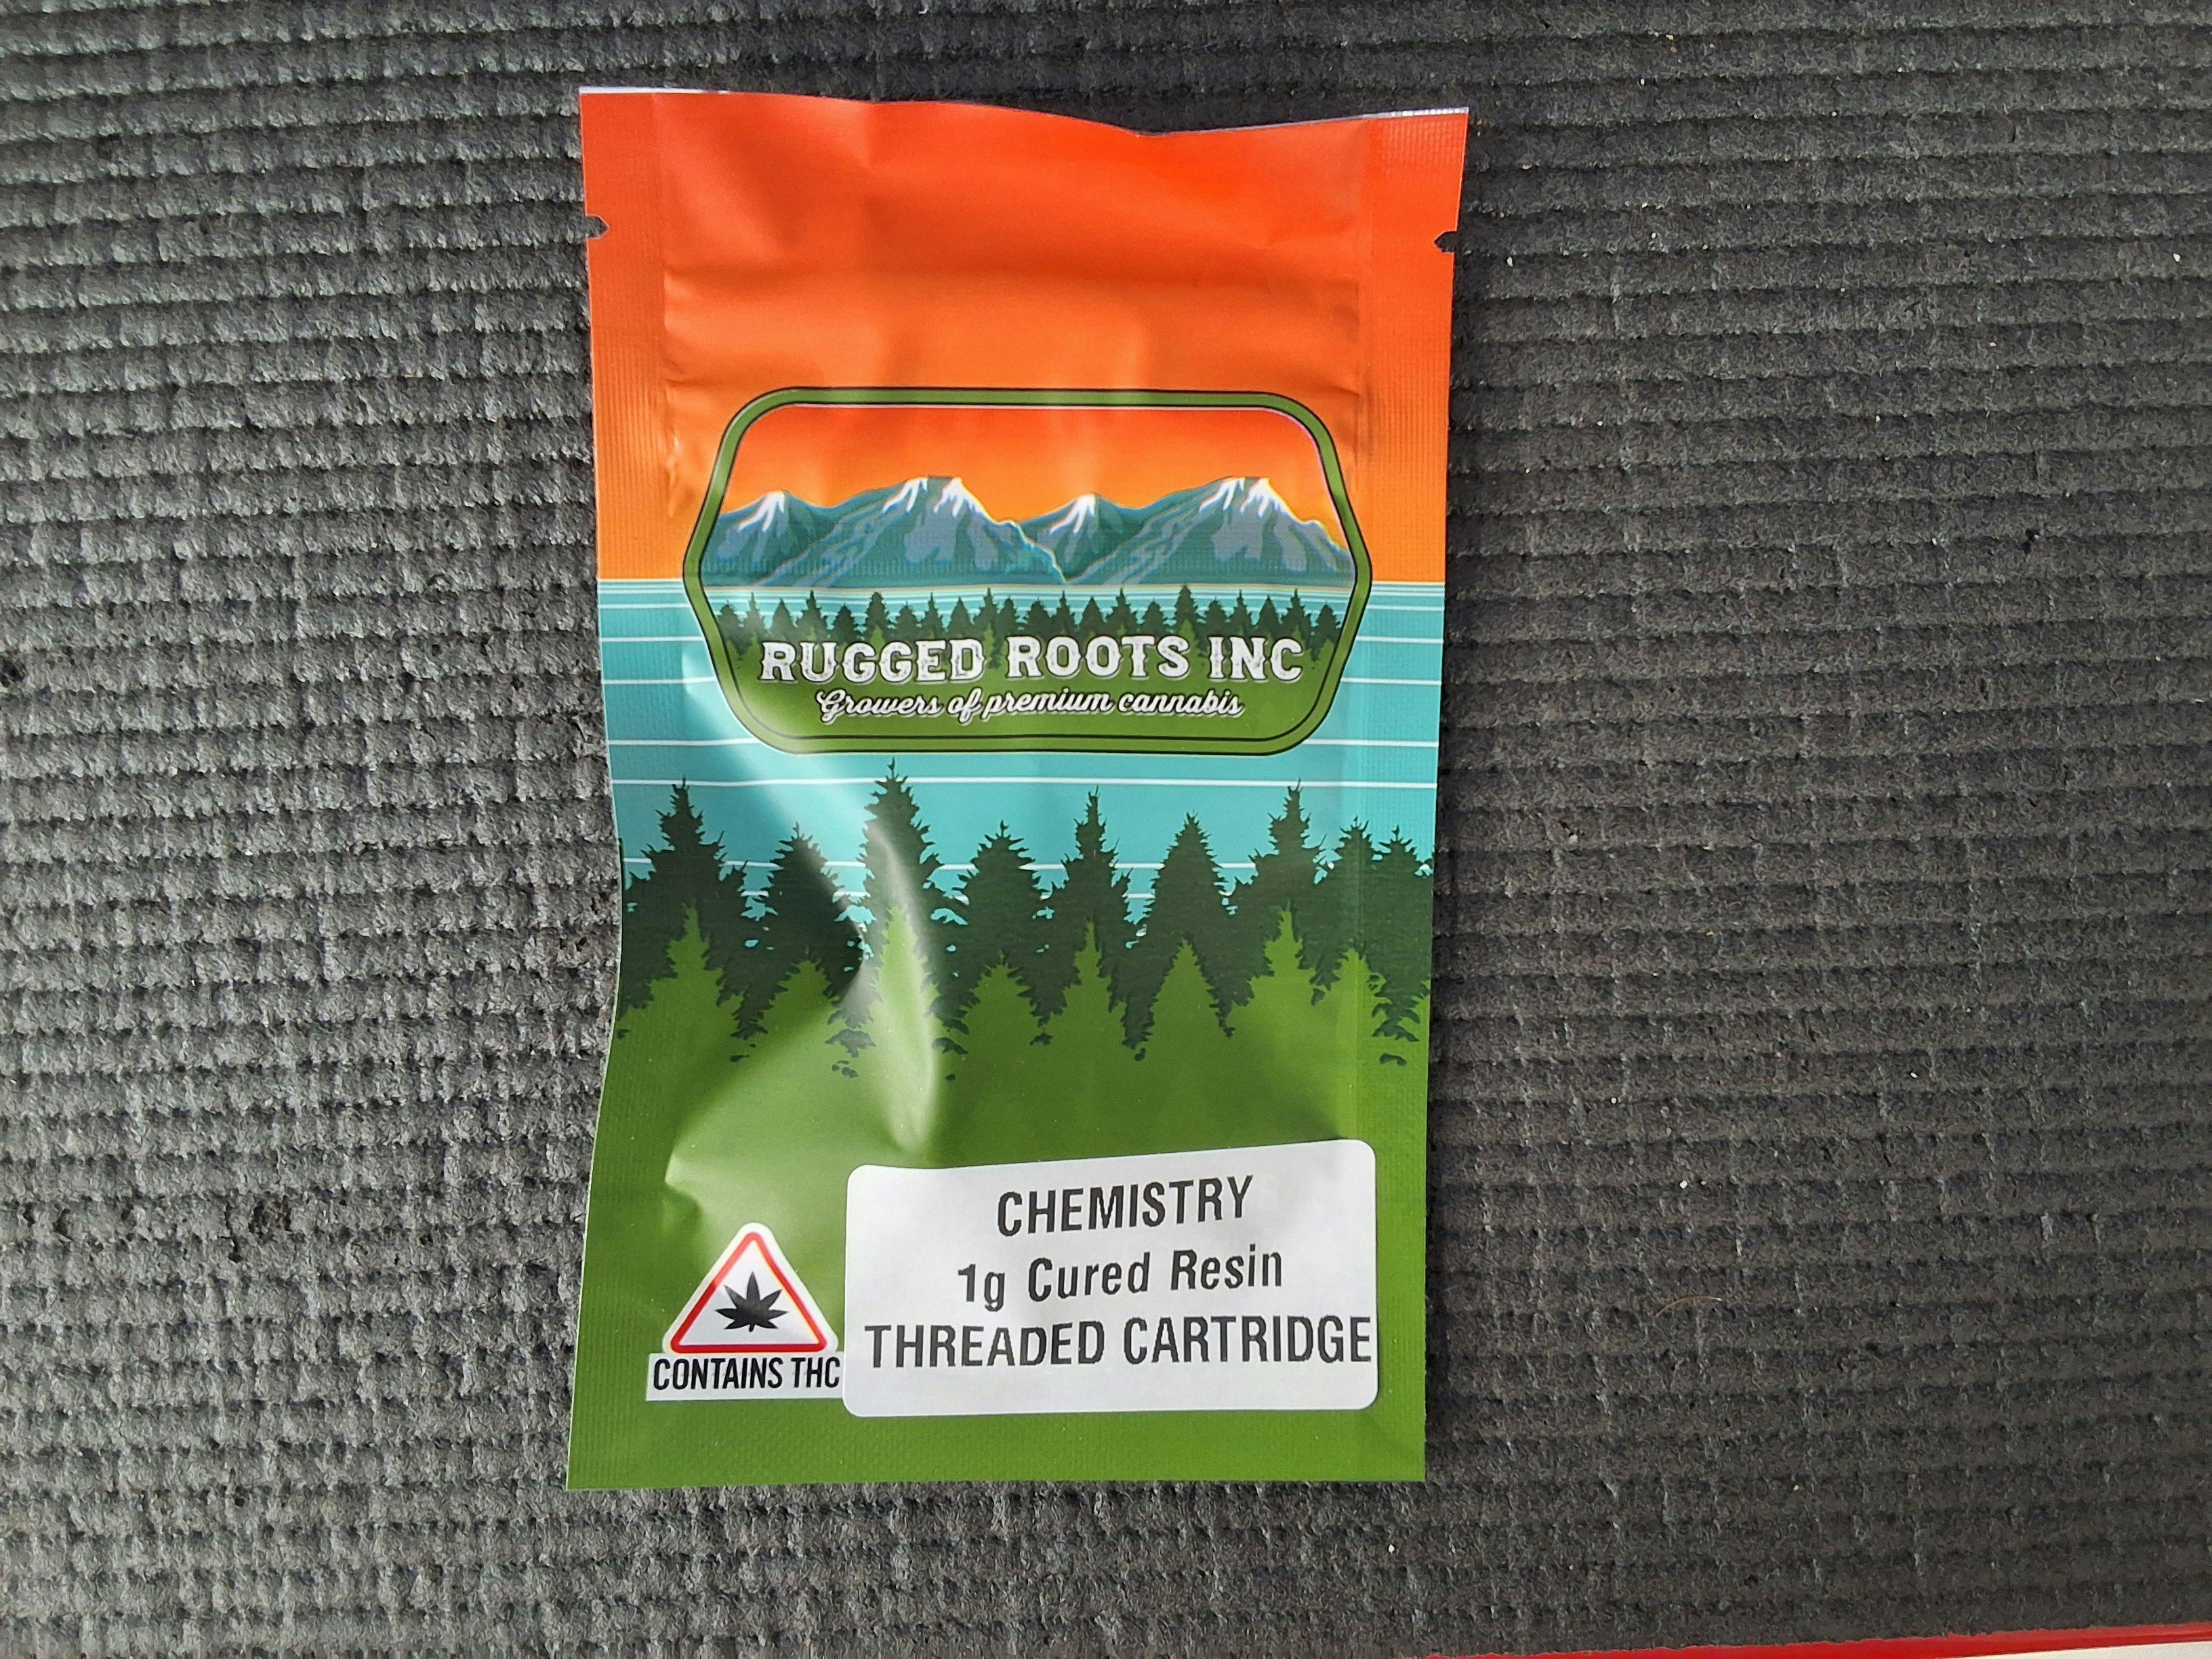 RUGGED ROOTS INC
Growers of premium cannabis
CHEMISTRY
1g Cured Resin
THREADED CARTRIDGE
CONTAINS THC